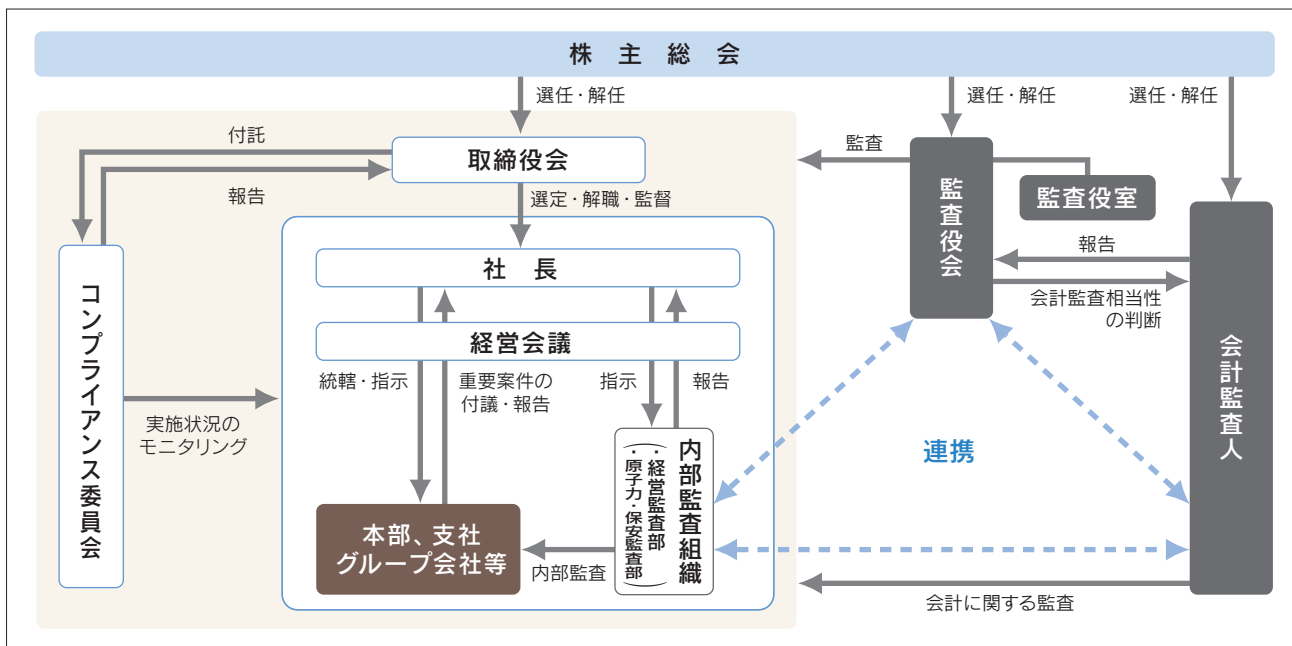 株主総会
選任・解任
選任・解任
選任・解任
付託
取締役会
監査
報告
選定・解職・監督
監査役会
監査役室
社長
報告
会計監査相当性
の判断
経営会議
統轄・指示
重要案件の
付議・報告
指示
報告
コンプライアンス委員会
実施状況の
モニタリング
内部監査組織
（・経営監査部
・原子力・保安監査部）
連携
会計監査人
本部、支社
グループ会社等
内部監査
会計に関する監査